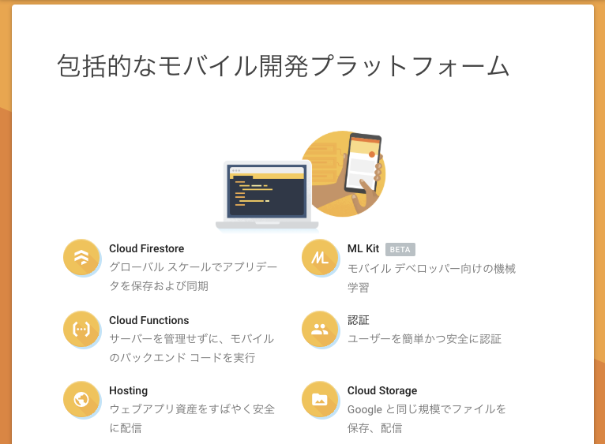 包括的なモバイル開発プラットフォーム
Cloud Firestore
グローバル スケールでアプリデー
タを保存および同期
ML Kit BETA
モバイル デベロッパー向けの機械
学習
Cloud Functions
サーバーを管理せずに、モバイル
のバックエンド コードを実行
認証
ユーザーを簡単かつ安全に認証
Hosting
ウェブアプリ資産をすばやく安全
に配信
Cloud Storage
Google と同じ規模でファイルを
保存、配信